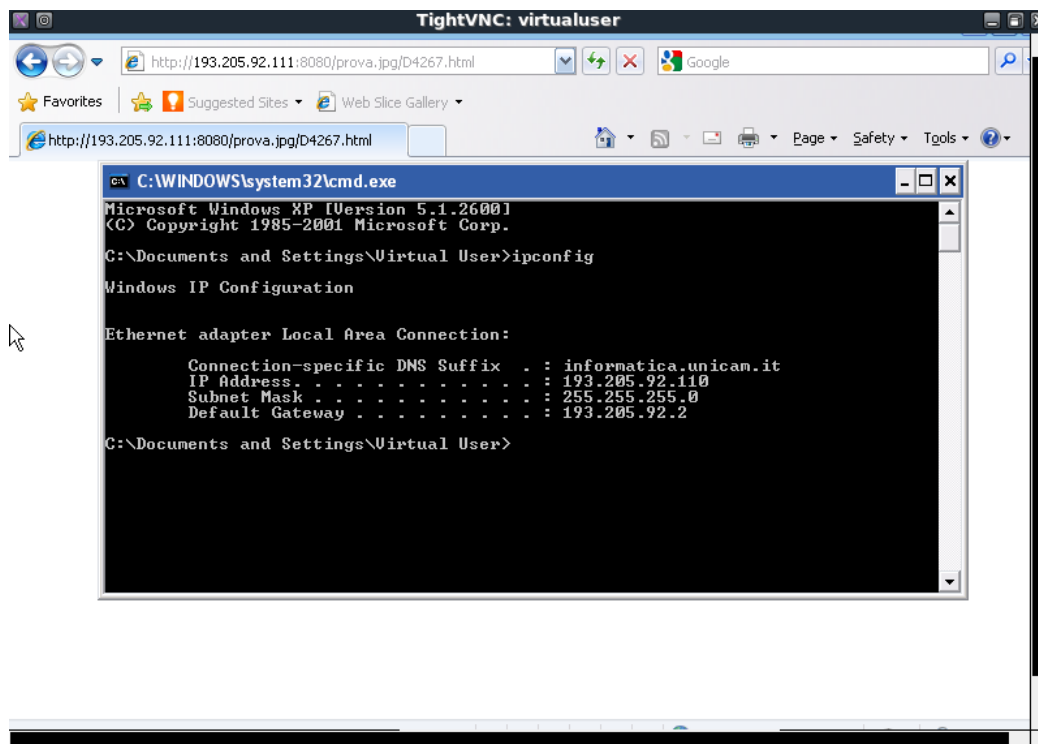 TightVNC: virtualuser
http://193.205.92.111:8080/prova.jpg/D4267.html
Google
Favorites
Suggested Sites
Web Slice Gallery
http://193.205.92.111:8080/prova.jpg/D4267.html
Page
Safety
Tools
C:\WINDOWS\system32\cmd.exe
Microsoft Windows XP [Version 5.1.2600]
(C) Copyright 1985-2001 Microsoft Corp.
C:\Documents and Settings\Virtual User>ipconfig
Windows IP Configuration
Ethernet adapter Local Area Connection:
Connection-specific DNS Suffix . : informatica.unicam.it
IP Address. . . . . . . . . . . . : 193.205.92.110
Subnet Mask . . . . . . . . . . . : 255.255.255.0
Default Gateway . . . . . . . . . : 193.205.92.2
C:\Documents and Settings\Virtual User>